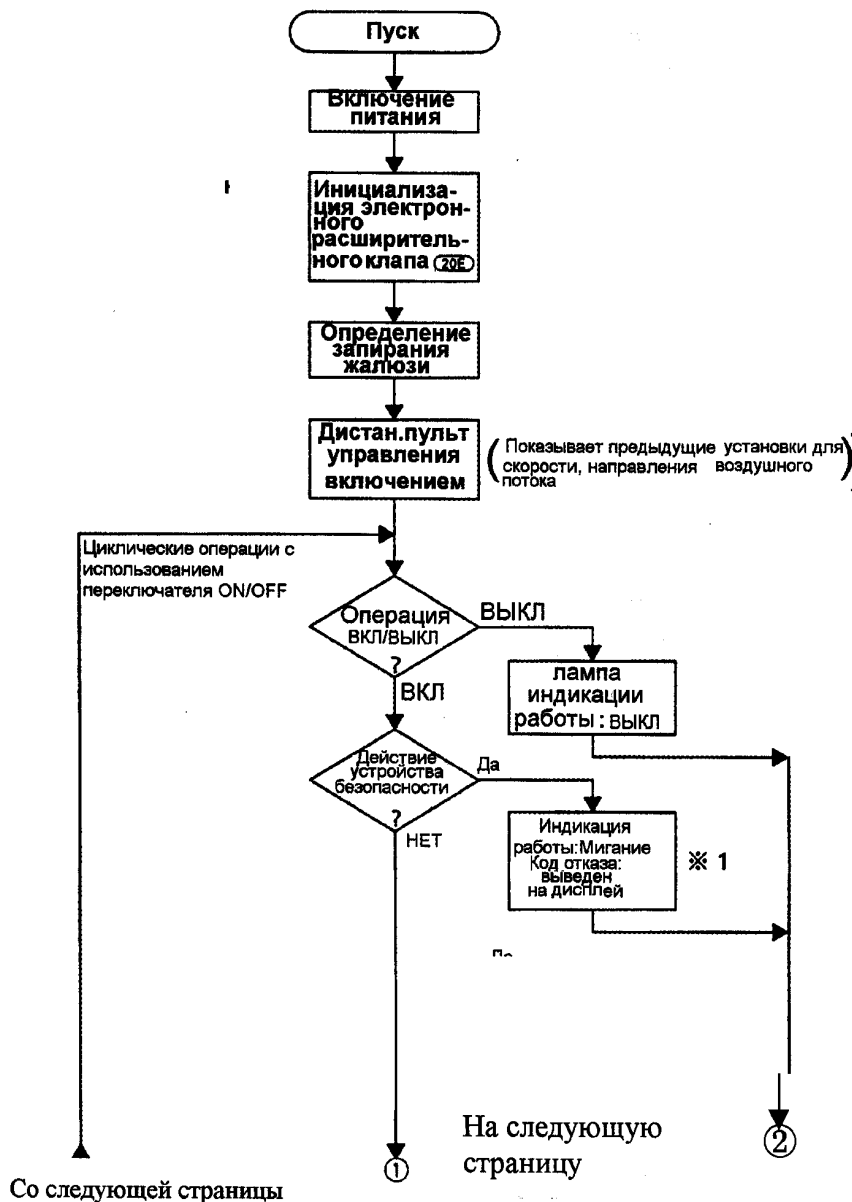 Пуск
Включение
питания
Инициализа-
ция электрон-
ного
расширитель-
ного клапа 20E
Определение
запирания
жалюзи
Дистан.пульт
управления
включением
(Показывает предыдущие установки для
скорости, направления воздушного
потока)
Циклические операции с
использованием
переключателя ON/OFF
Операция
ВКЛ/ВЫКЛ
?
ВЫКЛ
ВКЛ
лампа
индикации
работы: ВЫКЛ
Действие
устройства
безопасности
?
Да
НЕТ
Индикация
работы:Мигание
Код отказа:
выведен
на дисплей
※ 1
На следующую
страницу
①
②
Со следующей страницы